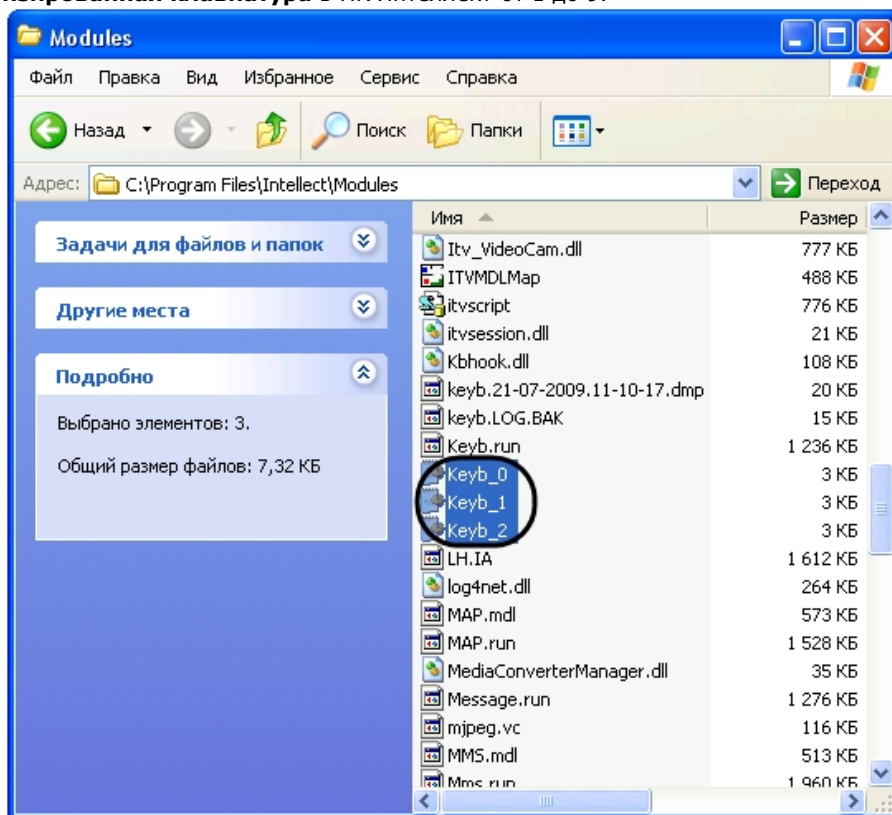 клавиатура
Modules
Файл Правка Вид Избранное Сервис Справка
Назад Поиск Папки
Адрес: C:\Program Files\Intellect\Modules Переход
Задачи для файлов и папок
Другие места
Подробно
Выбрано элементов: 3.
Общий размер файлов: 7,32 КБ
Имя Размер
Itv_VideoCam.dll 777 КБ
ITVMDLMap 488 КБ
itvscript 776 КБ
itvsession.dll 21 КБ
Kbhook.dll 108 КБ
keyb.21-07-2009.11-10-17.dmp 20 КБ
keyb.LOG.BAK 15 КБ
Keyb.run 1 236 КБ
Keyb_0 3 КБ
Keyb_1 3 КБ
Keyb_2 3 КБ
LH.IA 1 612 КБ
log4net.dll 264 КБ
MAP.mdl 573 КБ
MAP.run 1 528 КБ
MediaConverterManager.dll 35 КБ
Message.run 1 276 КБ
mjpeg.vc 116 КБ
MMS.mdl 513 КБ
Mms.run 1 960 КБ